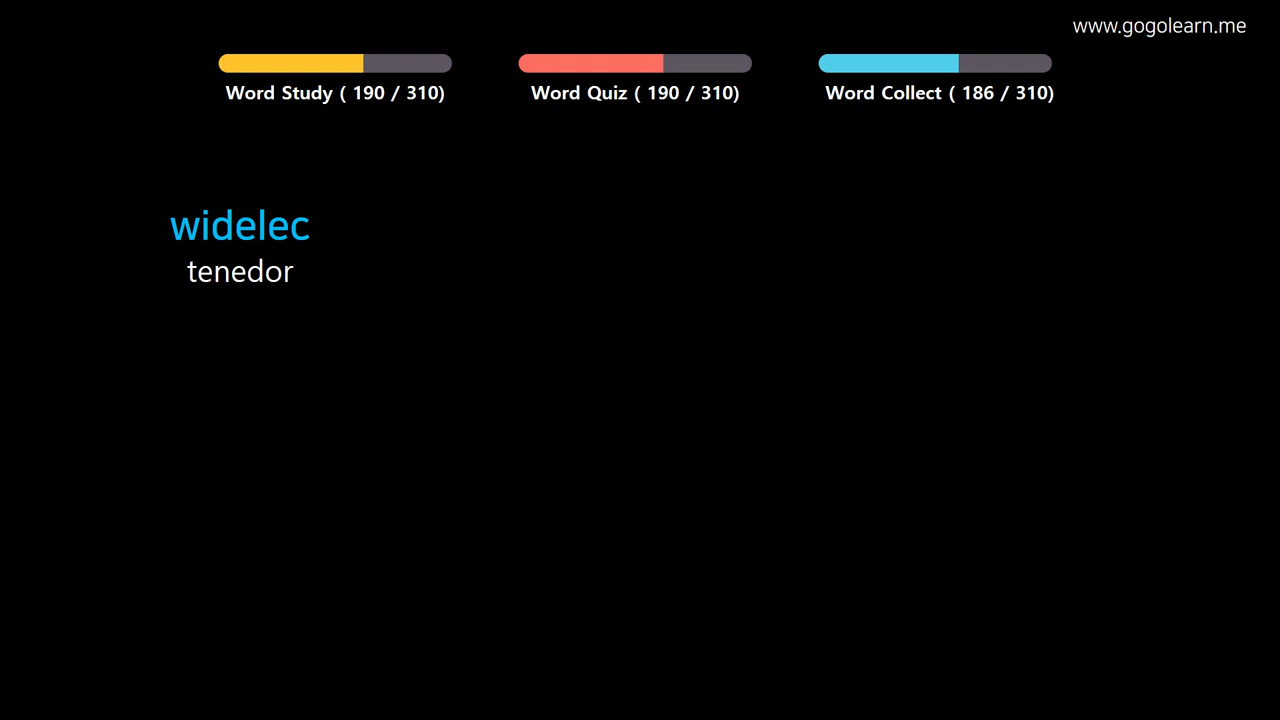 www.gogolearn.me
Word Study ( 190 / 310)
Word Quiz ( 190 / 310)
Word Collect ( 186 / 310)
widelec
tenedor